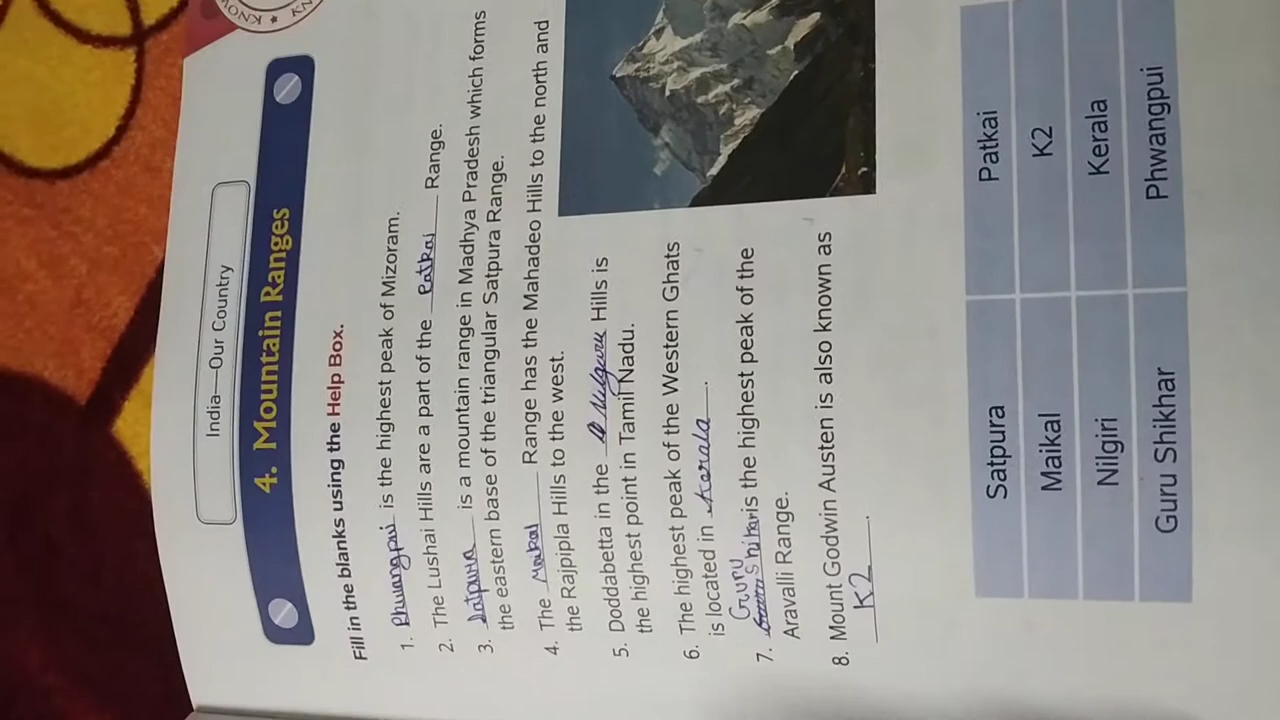 KNOW
KN
India—Our Country
4. Mountain Ranges
Fill in the blanks using the Help Box.
1. Phwangpui is the highest peak of Mizoram.
2. The Lushai Hills are a part of the Patkai Range.
3. Satpura is a mountain range in Madhya Pradesh which forms
the eastern base of the triangular Satpura Range.
4. The Maikal Range has the Mahadeo Hills to the north and
the Rajpipla Hills to the west.
5. Doddabetta in the Nilguru Hills is
the highest point in Tamil Nadu.
6. The highest peak of the Western Ghats
is located in Kerala.
7. Guru Shikhar is the highest peak of the
Aravalli Range.
8. Mount Godwin Austen is also known as
K2.
Satpura Patkai
Maikal K2
Nilgiri Kerala
Guru Shikhar Phwangpui